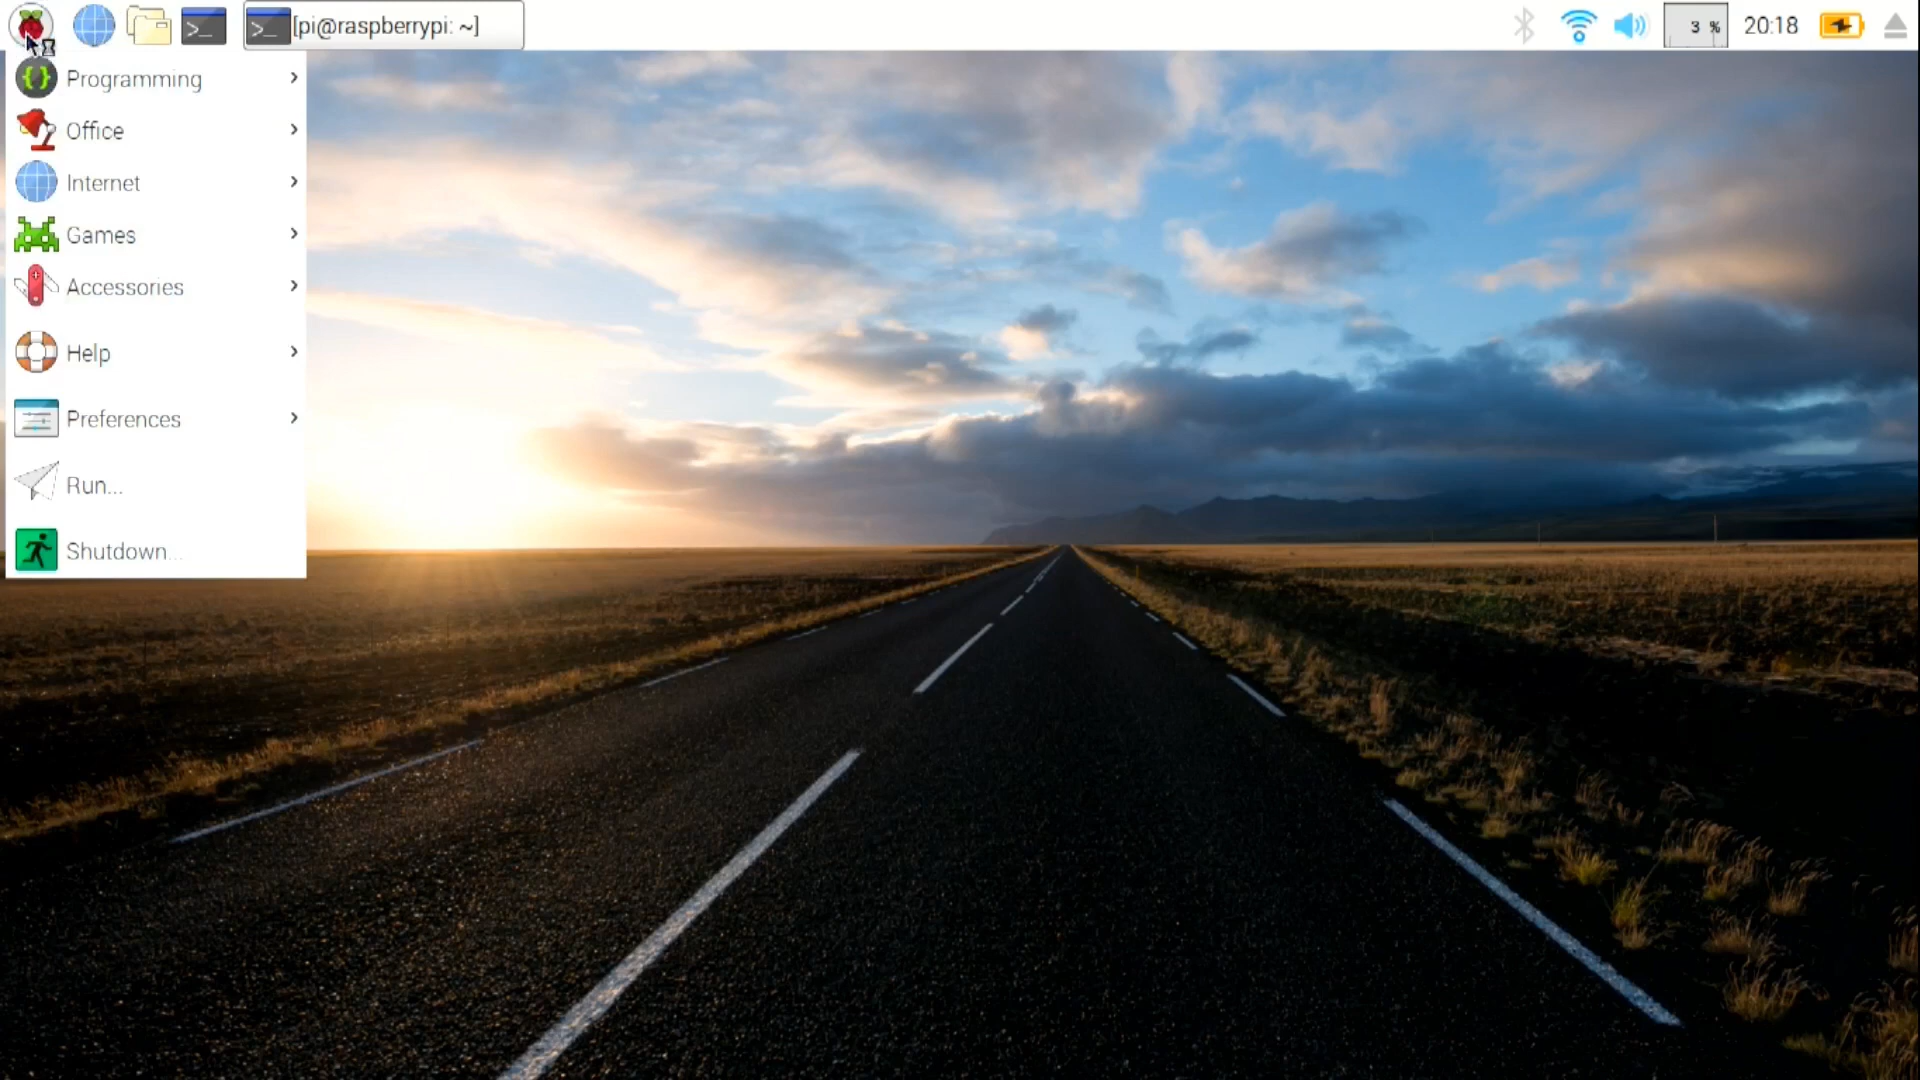 [pi@raspberrypi: ~]
3 %
20:18
Programming
Office
Internet
Games
Accessories
Help
Preferences
Run...
Shutdown...